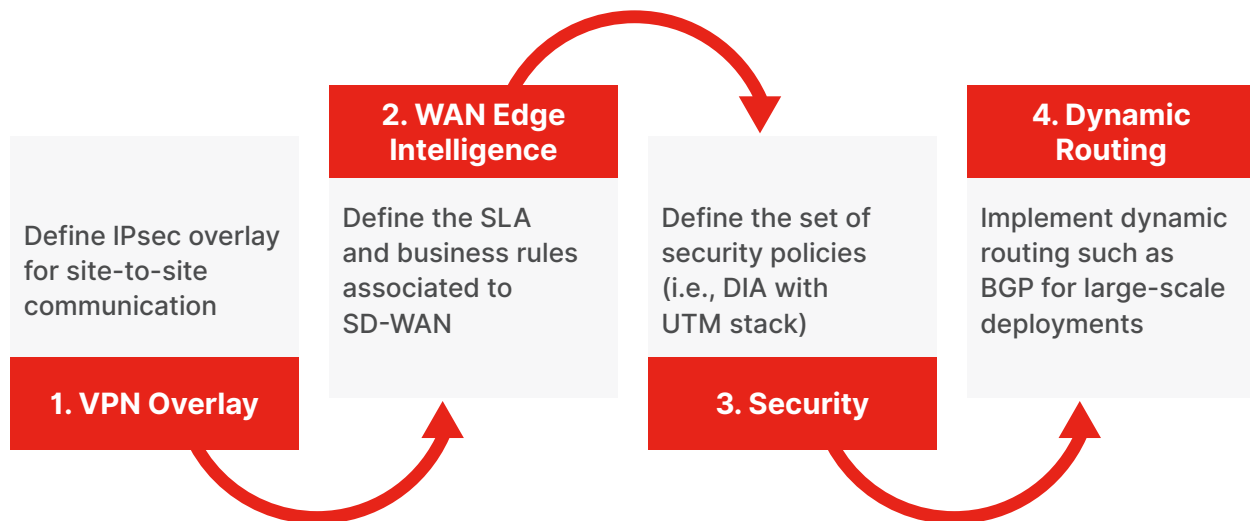 Define IPsec overlay
for site-to-site
communication
1. VPN Overlay
2. WAN Edge
Intelligence
Define the SLA
and business rules
associated to
SD-WAN
Define the set of
security policies
(i.e., DIA with
UTM stack)
3. Security
4. Dynamic
Routing
Implement dynamic
routing such as
BGP for large-scale
deployments